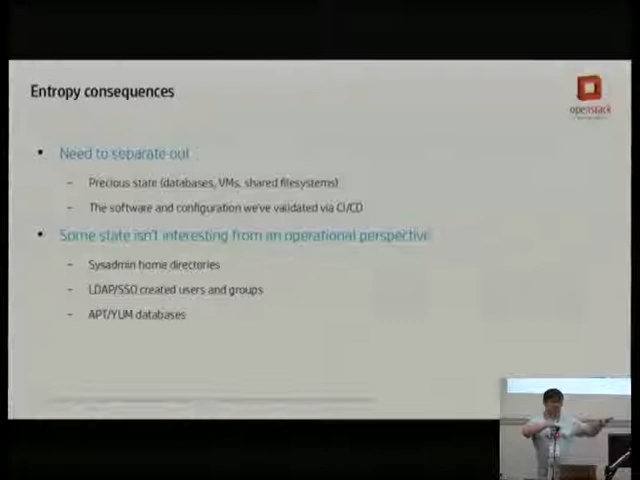 Entropy consequences
openstack
• Need to separate out :
– Precious state (databases, VMs, shared filesystems)
– The software and configuration we've validated via CI/CD
• Some state isn't interesting from an operational perspective
– Sysadmin home directories
– LDAP/SSO created users and groups
– APT/YUM databases